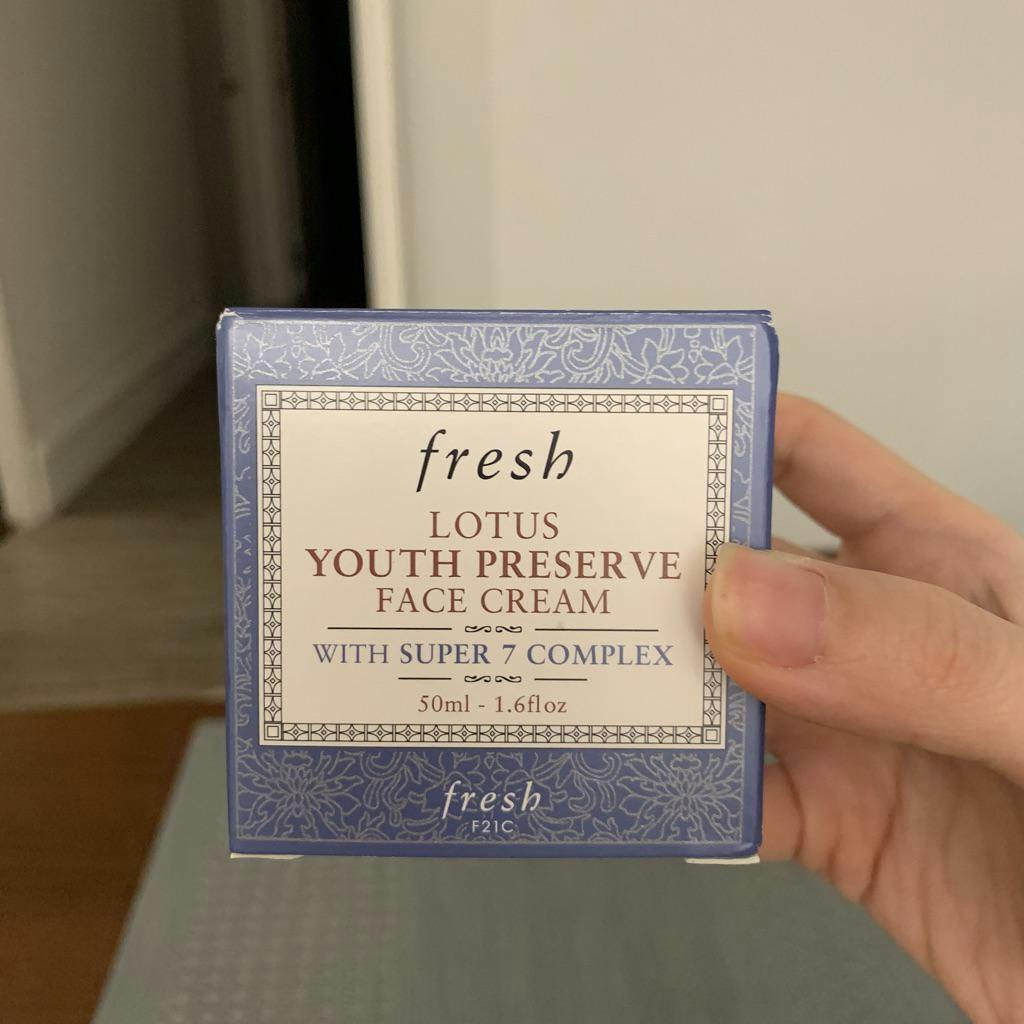 fresh
LOTUS
YOUTH PRESERVE
FACE CREAM
WITH SUPER 7 COMPLEX
50ml - 1.6fl oz
fresh
F21C